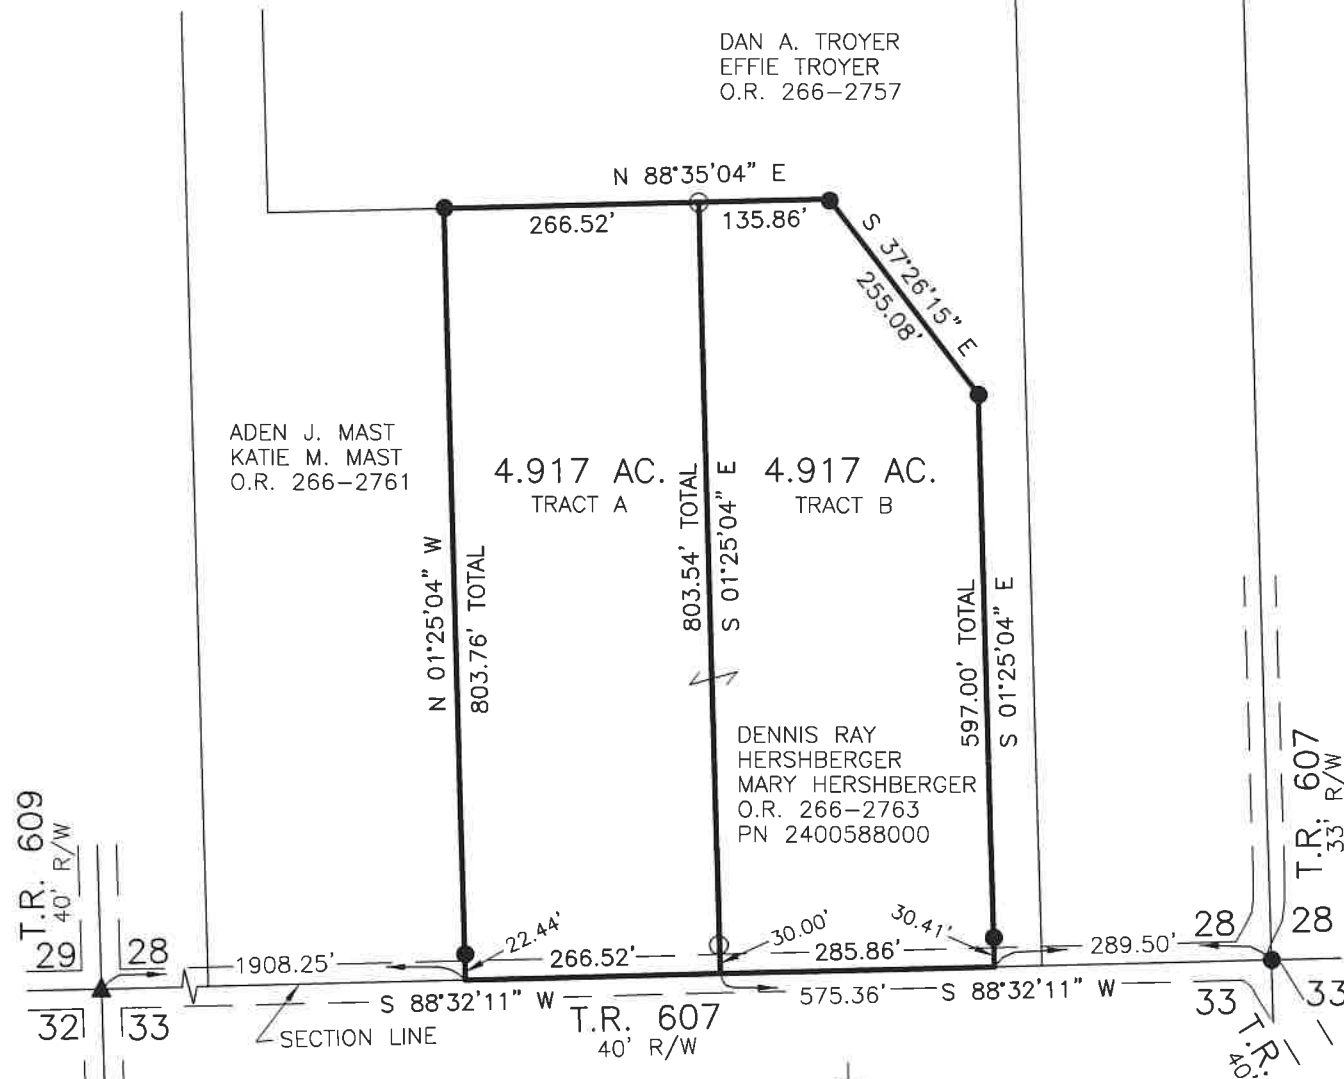 DAN A. TROYER
EFFIE TROYER
O.R. 266-2757
N 88°35'04" E
266.52'
135.86'
S 37°26'15" E
255.08'
ADEN J. MAST
KATIE M. MAST
O.R. 266-2761
4.917 AC.
TRACT A
4.917 AC.
TRACT B
N 01°25'04" W
803.76' TOTAL
803.54' TOTAL
S 01°25'04" E
597.00' TOTAL
S 01°25'04" E
DENNIS RAY
HERSHBERGER
MARY HERSHBERGER
O.R. 266-2763
PN 2400588000
T.R. 609
40' R/W
T.R. 607
33' R/W
29
28
1908.25'
22.44'
266.52'
30.00'
285.86'
30.41'
289.50'
28
28
32
33
SECTION LINE
S 88°32'11" W
T.R. 607
40' R/W
575.36'
S 88°32'11" W
33
33
T.R.
40